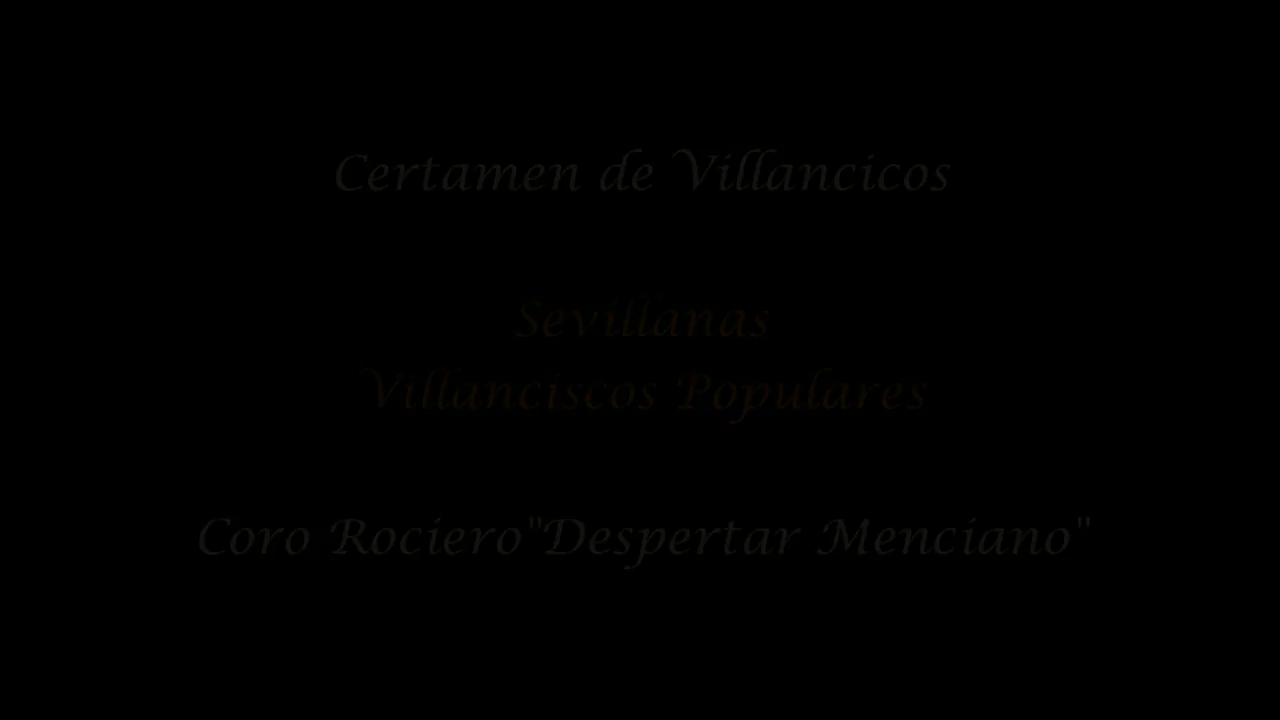 Certamen de Villancicos
Sevillanas
Villanciscos Populares
Coro Rociero"Despertar Menciano"